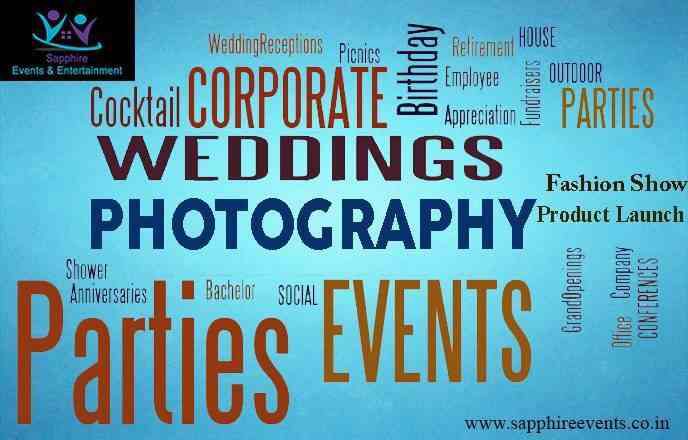 Sapphire
Events & Entertainment
WeddingReceptions
Picnics
Birthday
Retirement
HOUSE
Cocktail CORPORATE
Employee
Appreciation
Fundraisers
OUTDOOR
PARTIES
WEDDINGS
Fashion Show
PHOTOGRAPHY
Product Launch
Shower
Anniversaries
Bachelor
SOCIAL
Parties
EVENTS
GrandOpenings
Office Company
CONFERENCES
www.sapphireevents.co.in